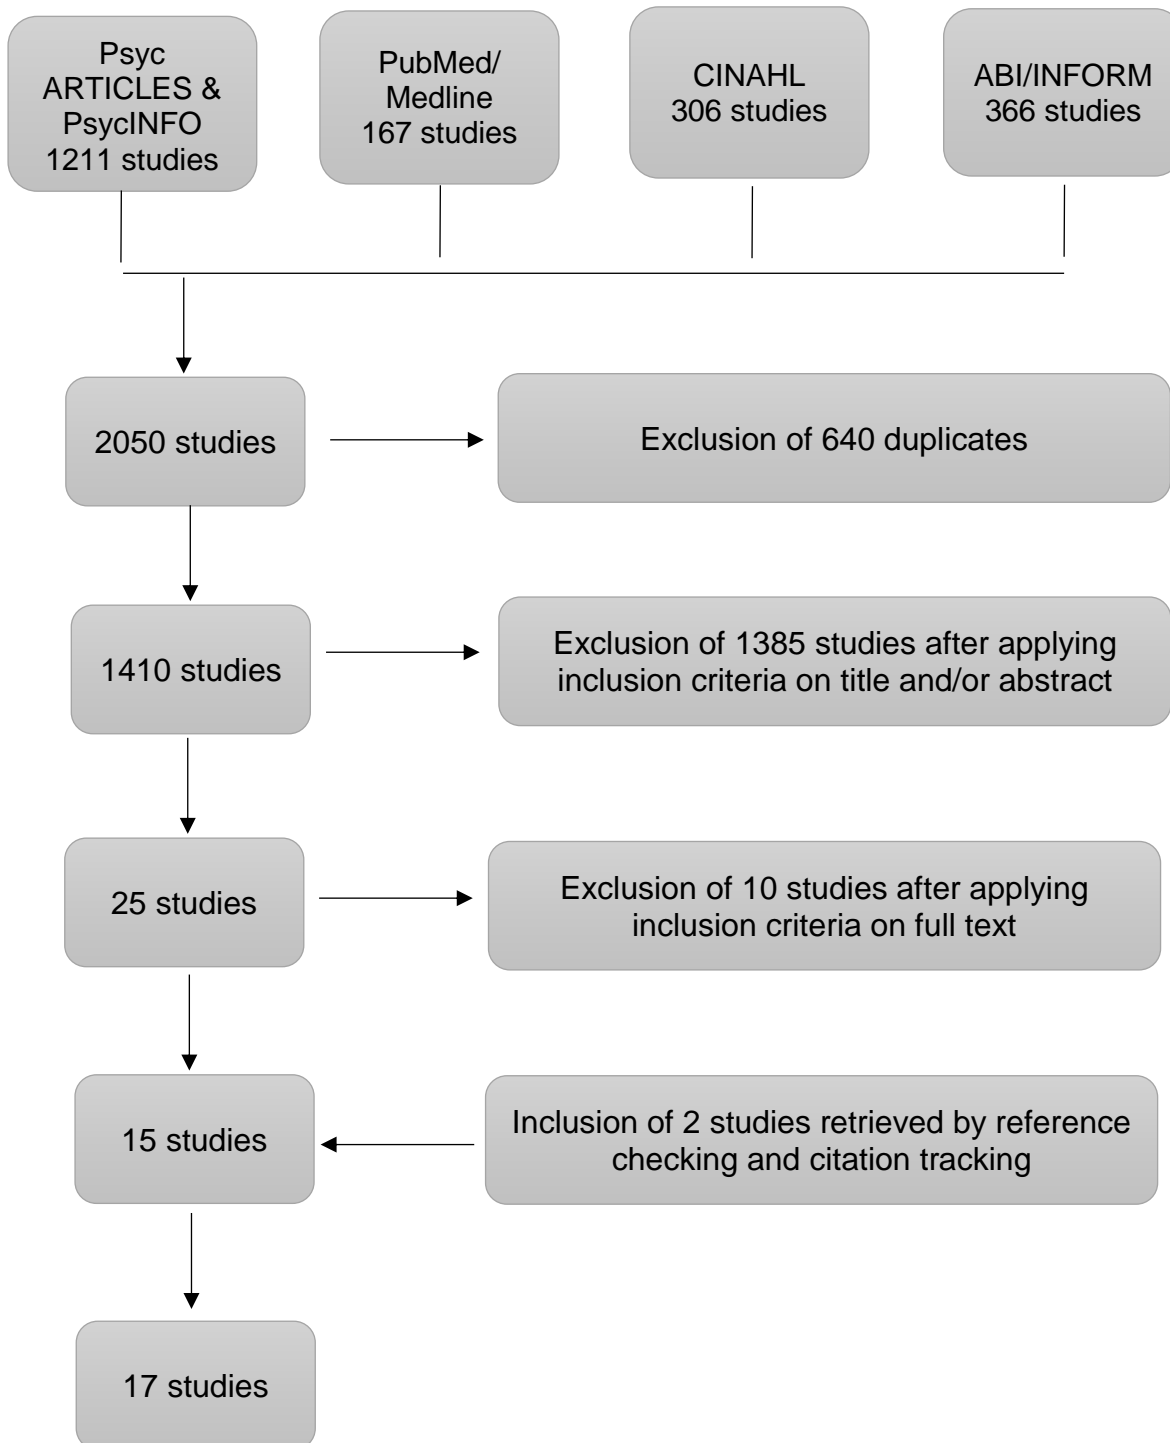 Psyc
ARTICLES &
PsycINFO
1211 studies
PubMed/
Medline
167 studies
CINAHL
306 studies
ABI/INFORM
366 studies
2050 studies
Exclusion of 640 duplicates
1410 studies
Exclusion of 1385 studies after applying
inclusion criteria on title and/or abstract
25 studies
Exclusion of 10 studies after applying
inclusion criteria on full text
15 studies
Inclusion of 2 studies retrieved by reference
checking and citation tracking
17 studies